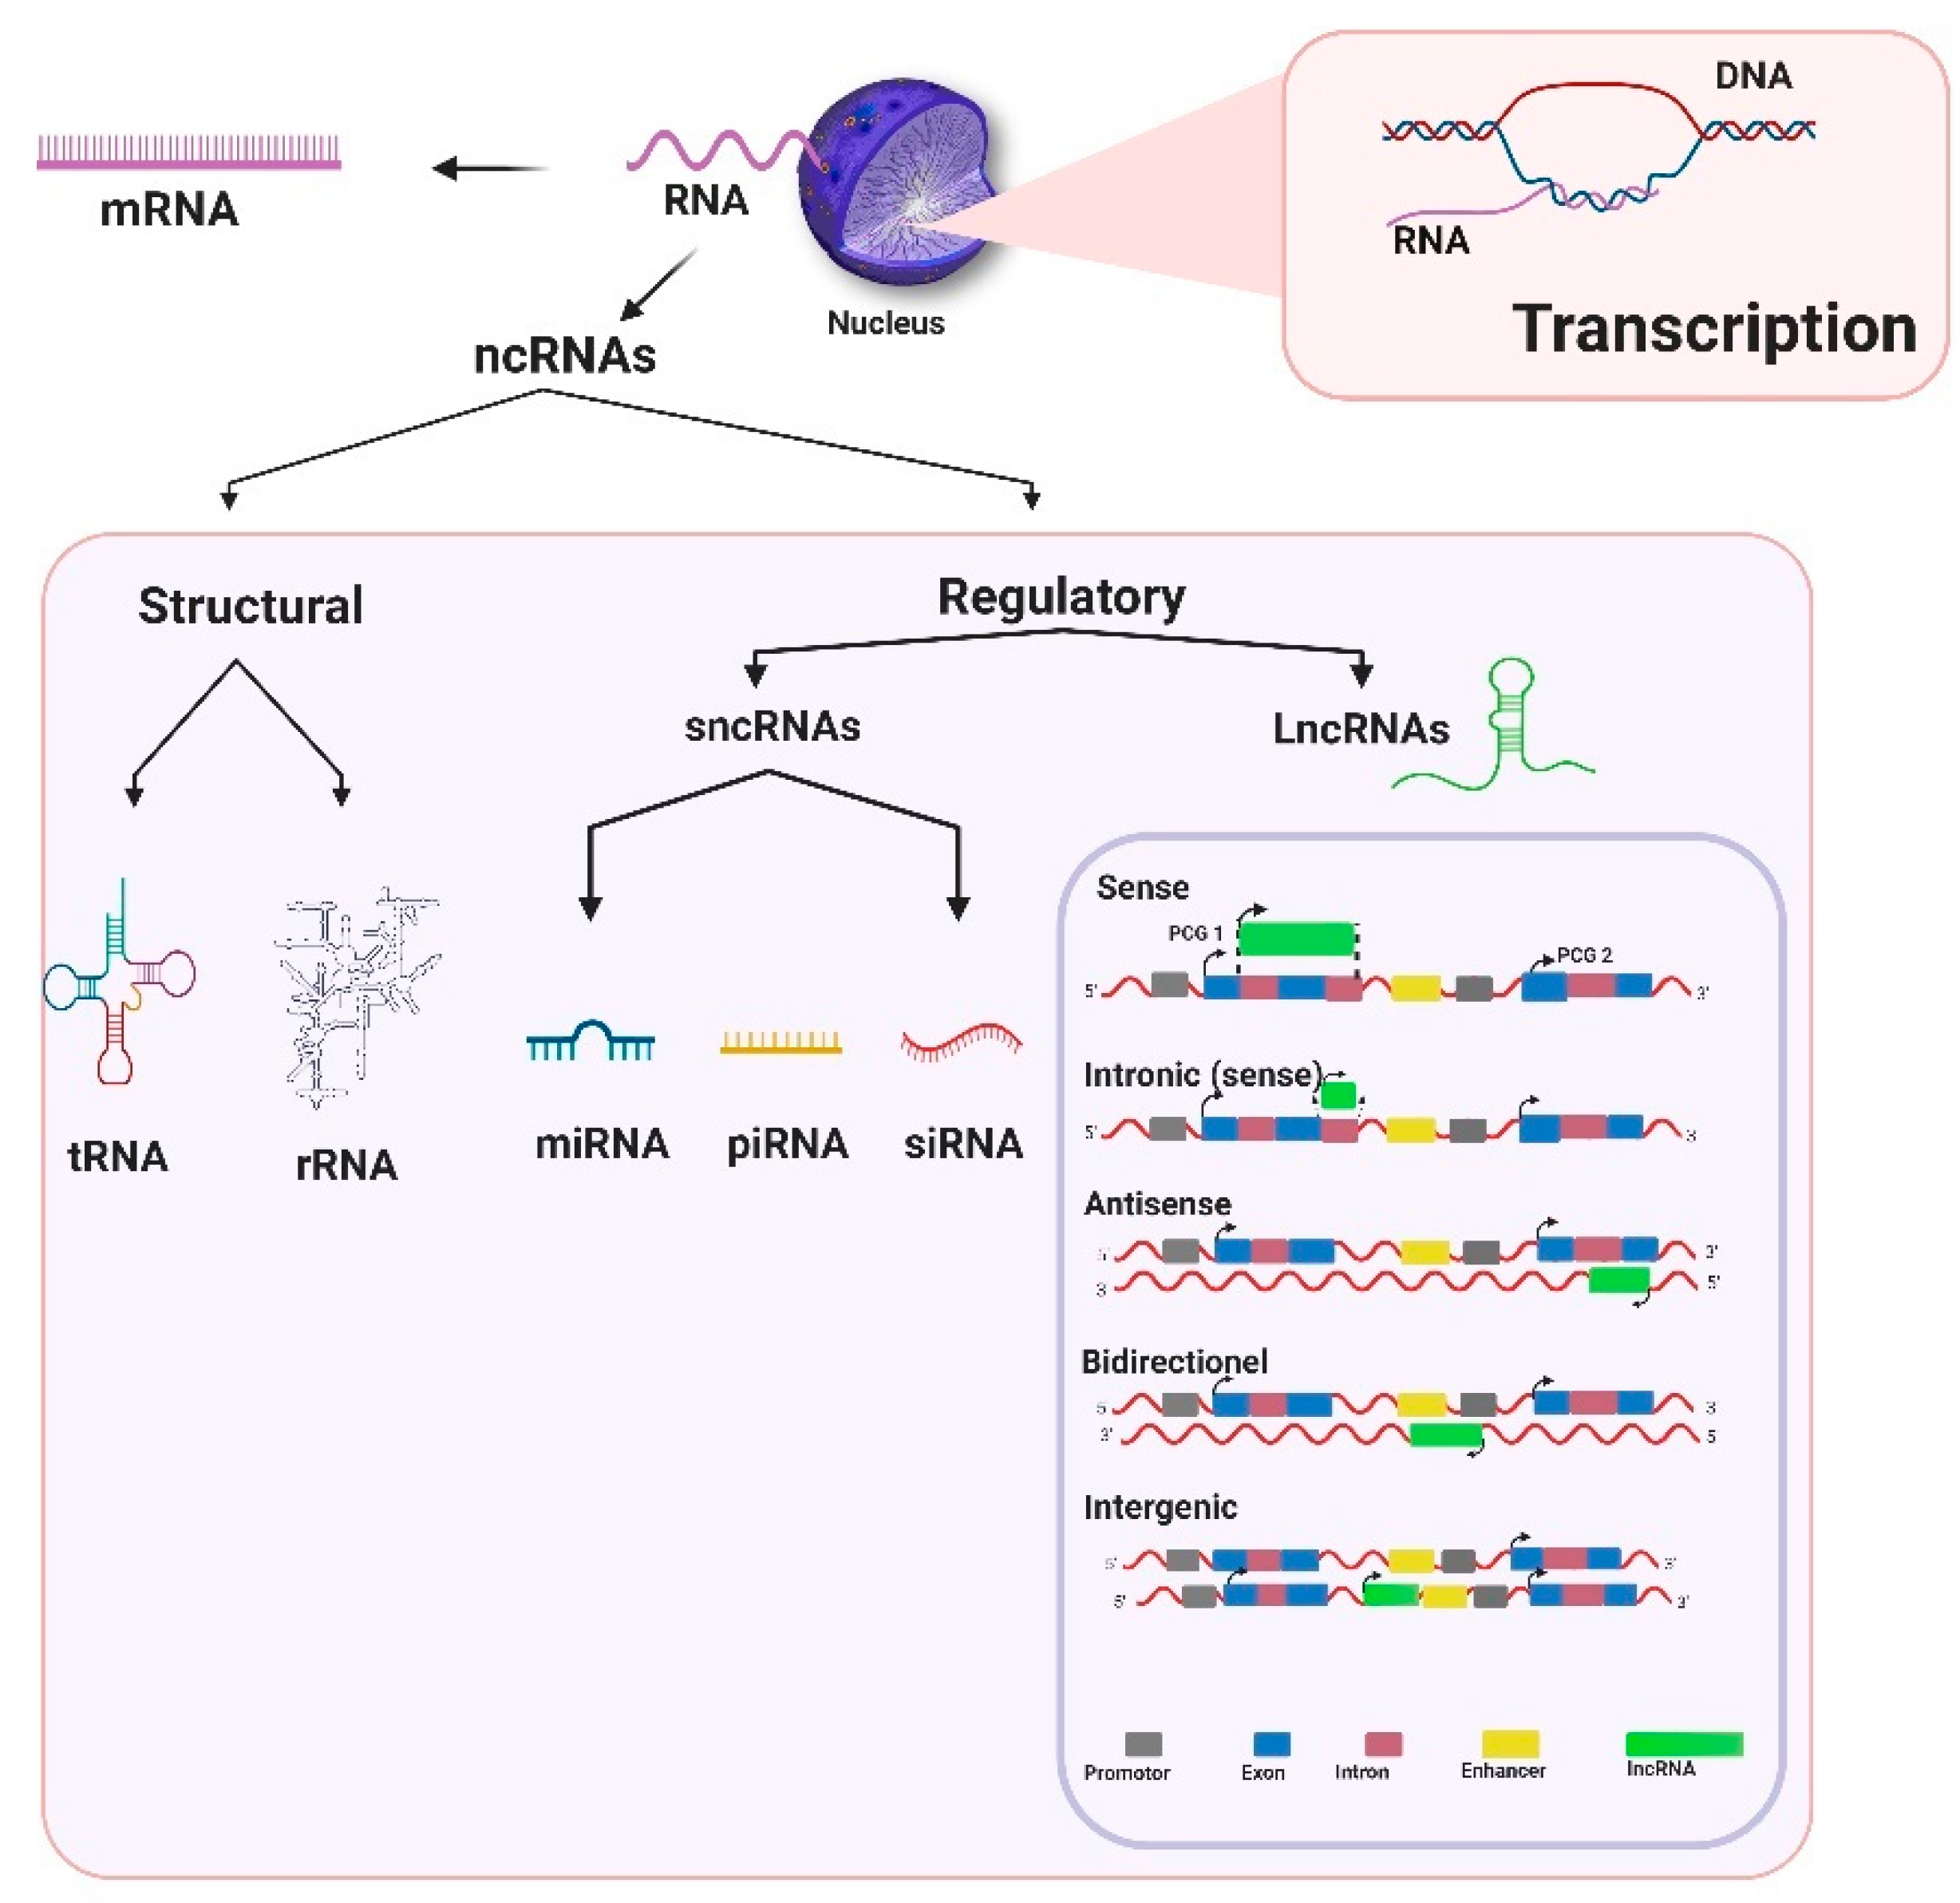 DNA
RNA
Transcription
mRNA
RNA
Nucleus
ncRNAs
Structural
Regulatory
sncRNAs
LncRNAs
tRNA
rRNA
miRNA
piRNA
siRNA
Sense
PCG 1
PCG 2
5' 3'
Intronic (sense)
5' 3
Antisense
5' 3'
3 5'
Bidirectionel
5 3
3' 5
Intergenic
5' 3'
5' 3'
Promotor
Exon
Intron
Enhancer
lncRNA